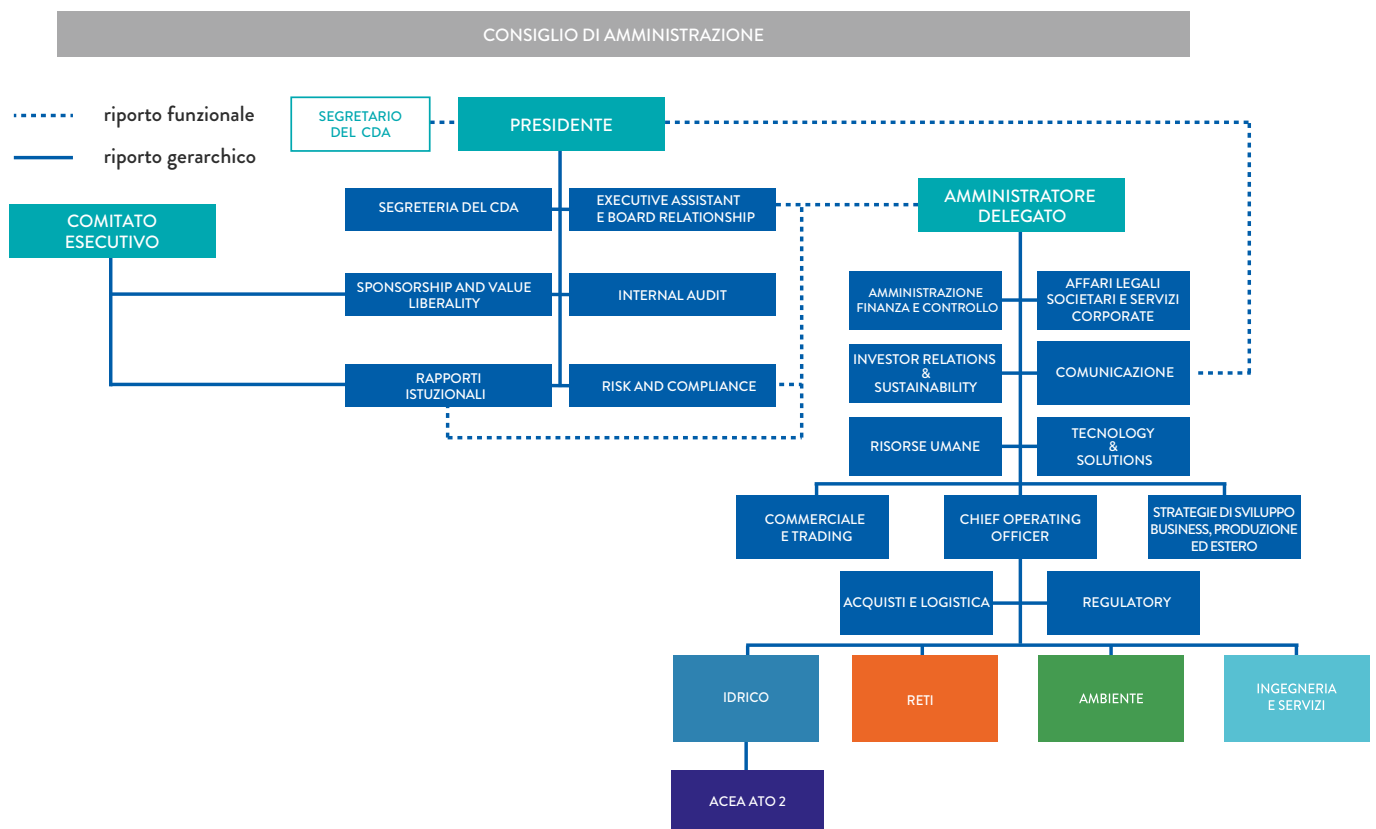 CONSIGLIO DI AMMINISTRAZIONE
riporto funzionale
riporto gerarchico
SEGRETARIO
DEL CDA
PRESIDENTE
COMITATO
ESECUTIVO
SEGRETERIA DEL CDA
EXECUTIVE ASSISTANT
E BOARD RELATIONSHIP
AMMINISTRATORE
DELEGATO
SPONSORSHIP AND VALUE
LIBERALITY
INTERNAL AUDIT
RAPPORTI
ISTUZIONALI
RISK AND COMPLIANCE
AMMINISTRAZIONE
FINANZA E CONTROLLO
AFFARI LEGALI
SOCIETARI E SERVIZI
CORPORATE
INVESTOR RELATIONS
&
SUSTAINABILITY
COMUNICAZIONE
RISORSE UMANE
TECNOLOGY
&
SOLUTIONS
COMMERCIALE
E TRADING
CHIEF OPERATING
OFFICER
STRATEGIE DI SVILUPPO
BUSINESS, PRODUZIONE
ED ESTERO
ACQUISTI E LOGISTICA
REGULATORY
IDRICO
RETI
AMBIENTE
INGEGNERIA
E SERVIZI
ACEA ATO 2